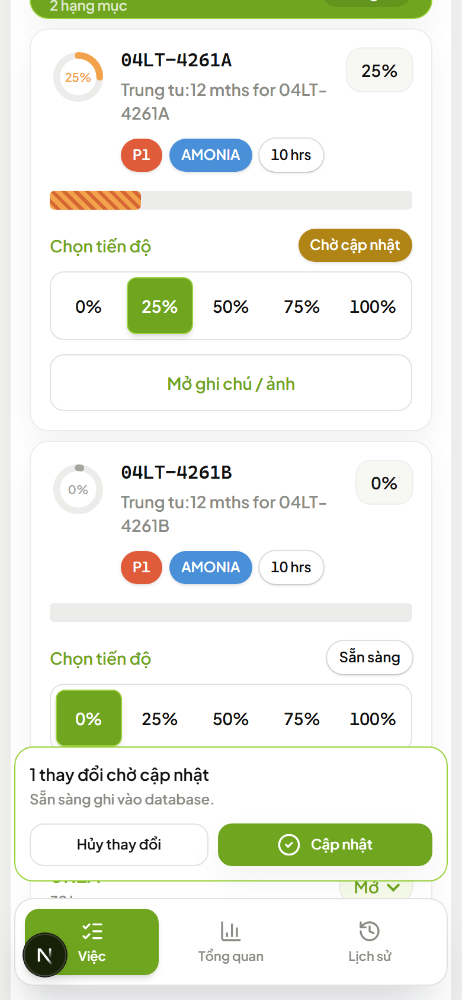 2 hạng mục
25%
04LT-4261A
25%
Trung tu:12 mths for 04LT-
4261A
P1
AMONIA
10 hrs
Chọn tiến độ
Chờ cập nhật
0%
25%
50%
75%
100%
Mở ghi chú / ảnh
0%
04LT-4261B
0%
Trung tu:12 mths for 04LT-
4261B
P1
AMONIA
10 hrs
Chọn tiến độ
Sẵn sàng
0%
25%
50%
75%
100%
1 thay đổi chờ cập nhật
Sẵn sàng ghi vào database.
Hủy thay đổi
Cập nhật
Mở
N
Việc
Tổng quan
Lịch sử